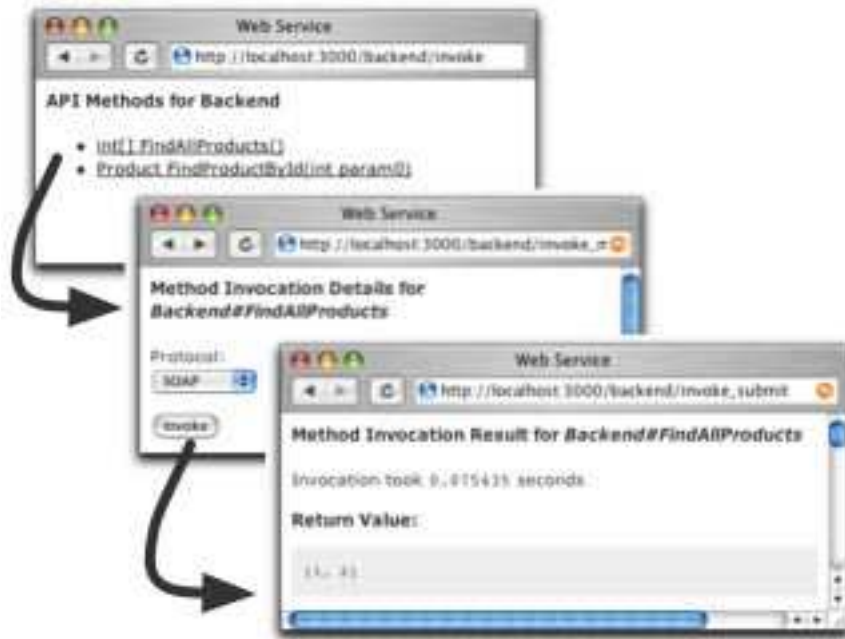 Web Service
http://localhost:3000/backend/invoke
API Methods for Backend
• int[] FindAllProducts()
• Product FindProductById(int param0)
Web Service
http://localhost:3000/backend/invoke_m
Method Invocation Details for
Backend#FindAllProducts
Protocol:
SOAP
Invoke
Web Service
http://localhost:3000/backend/invoke_submit
Method Invocation Result for Backend#FindAllProducts
Invocation took 0.075435 seconds
Return Value: